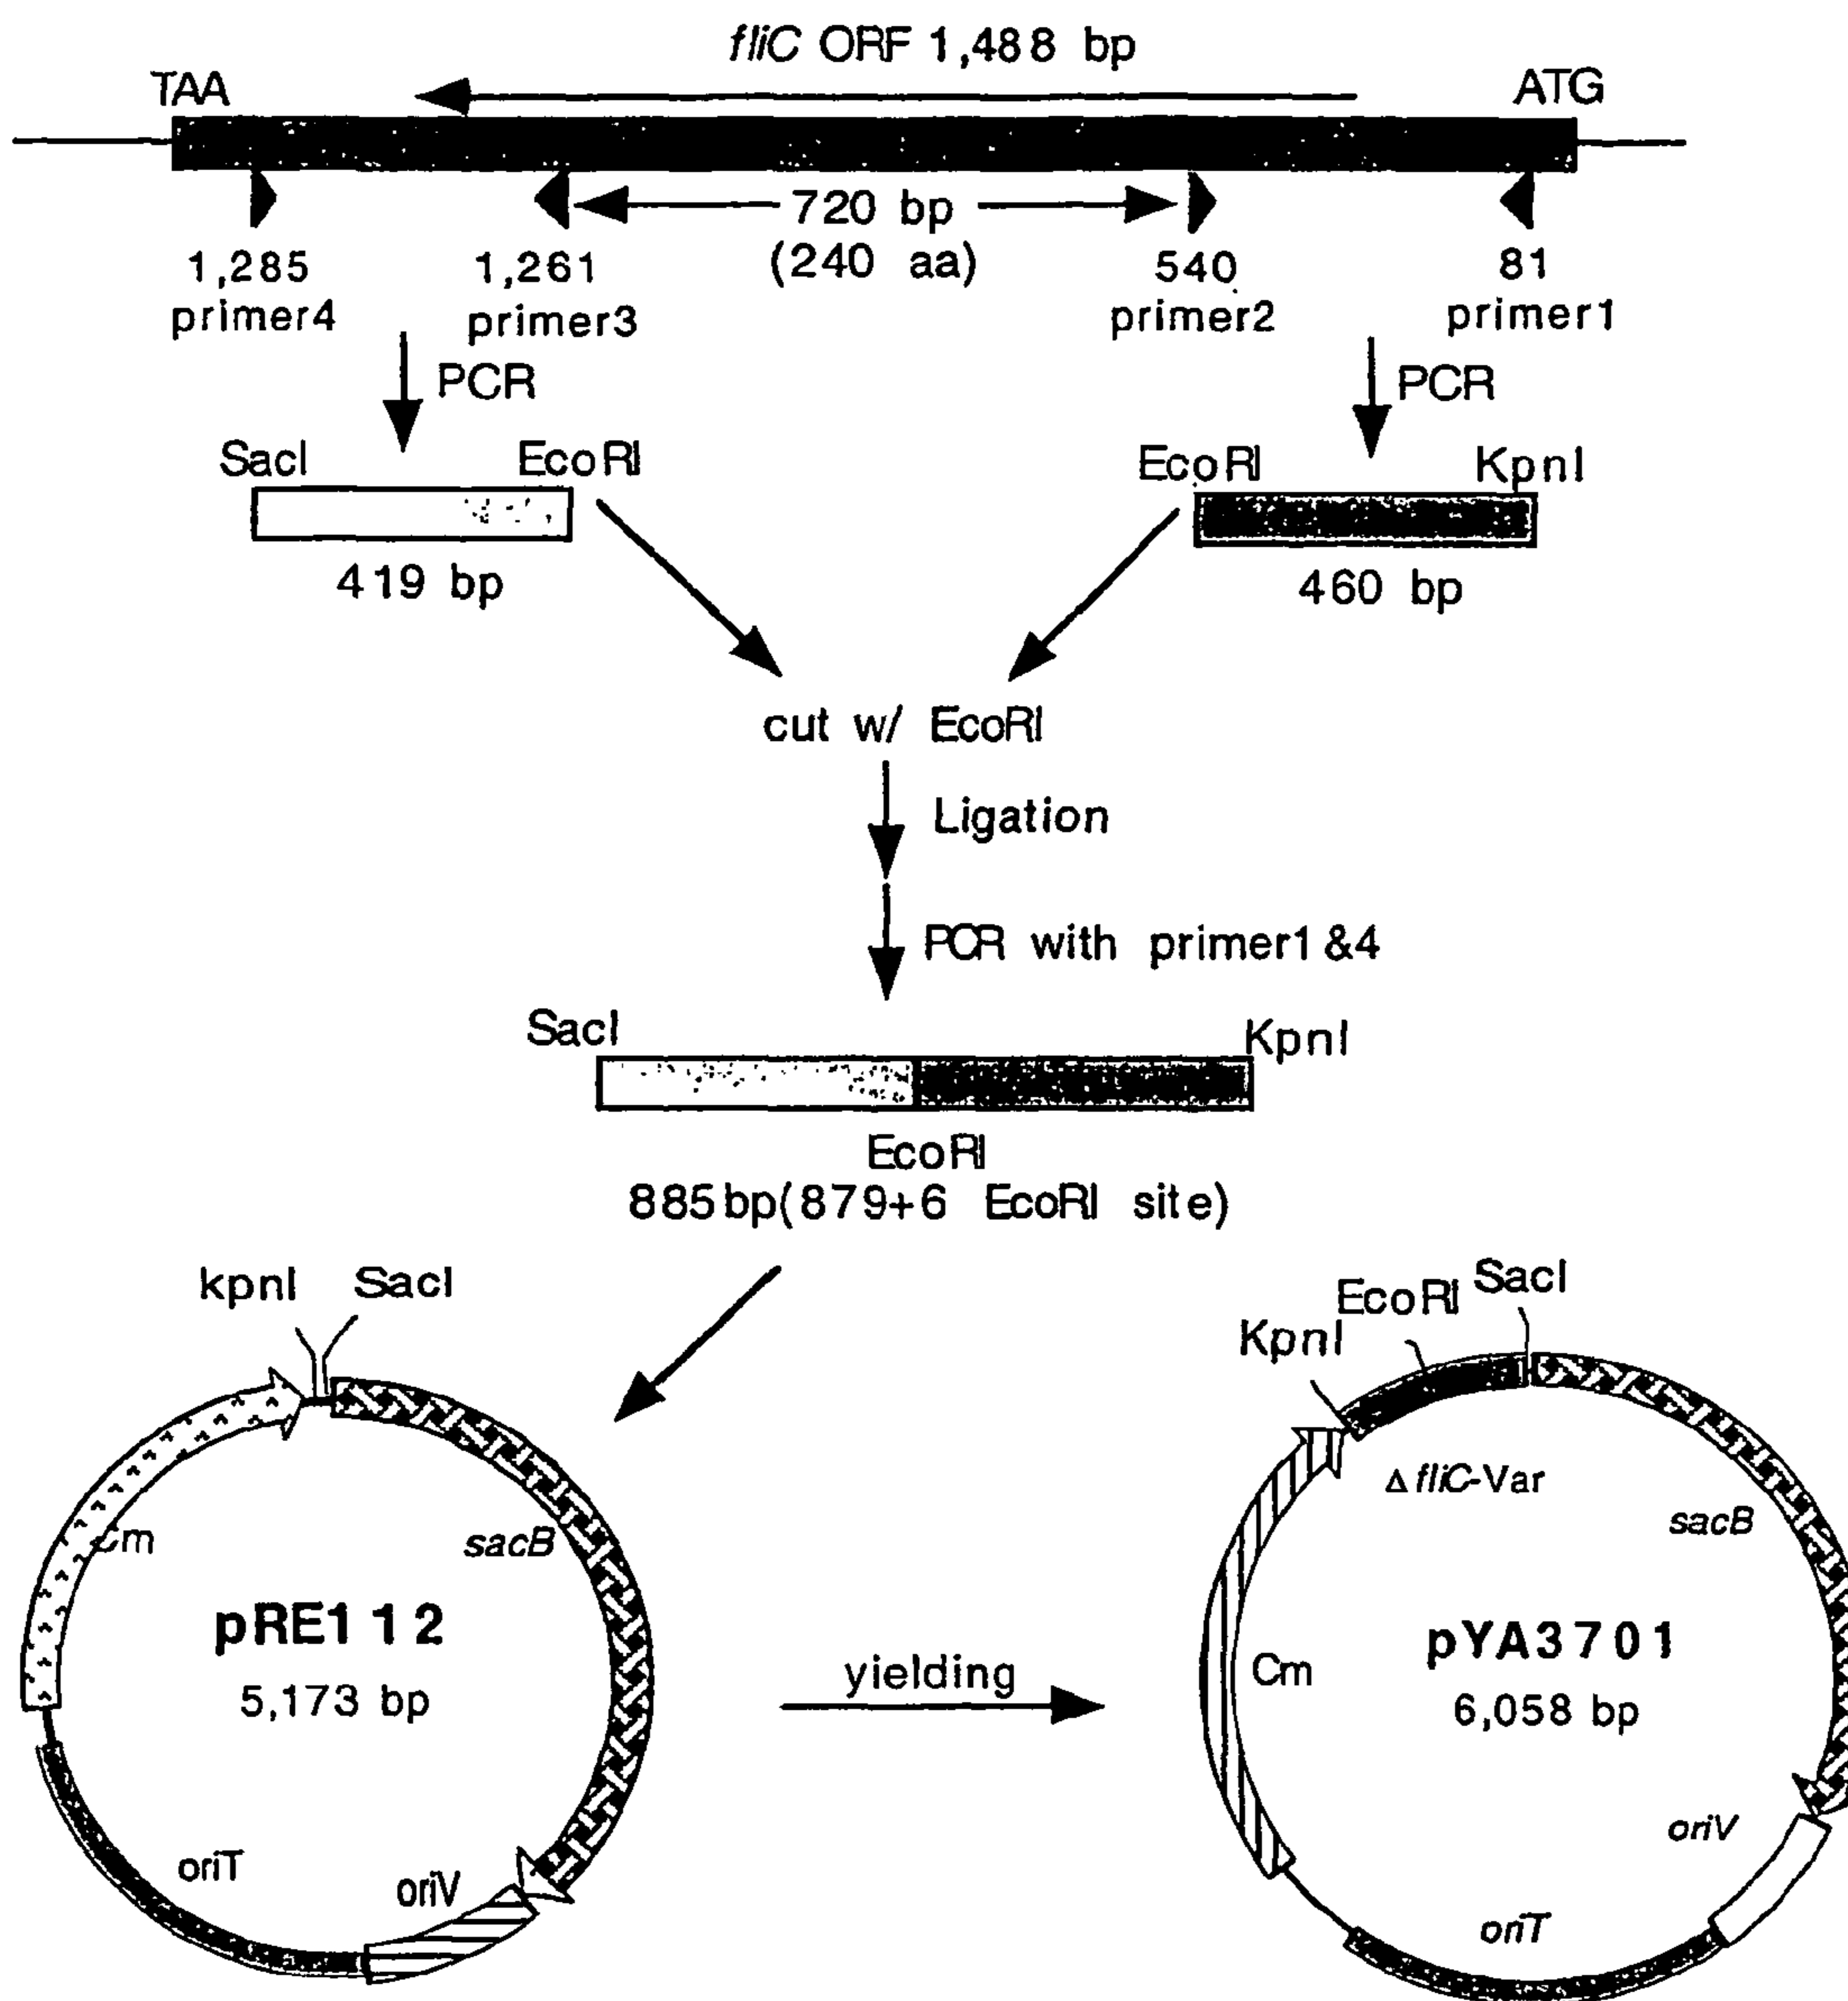 fliC ORF 1,488 bp
TAA
ATG
720 bp
(240 aa)
1,285
primer4
1,261
primer3
540
primer2
81
primer1
PCR
PCR
SacI
EcoRI
EcoRI
KpnI
419 bp
460 bp
cut w/ EcoRI
Ligation
PCR with primer1&4
SacI
KpnI
EcoRI
885bp(879+6 EcoRI site)
kpnI
SacI
Cm
sacB
pRE112
5,173 bp
oriT
oriV
yielding
KpnI
EcoRI
SacI
ΔfliC-Var
sacB
Cm
pYA3701
6,058 bp
oriV
oriT